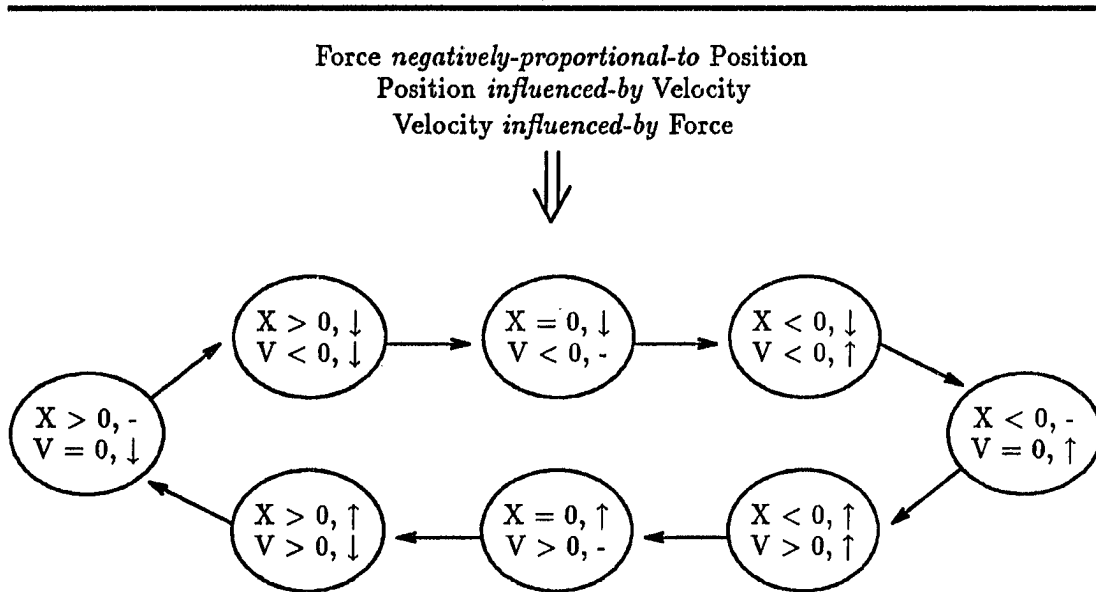 Force negatively-proportional-to Position
Position influenced-by Velocity
Velocity influenced-by Force
X > 0, ↓
V < 0, ↓
X = 0, ↓
V < 0, -
X < 0, ↓
V < 0, ↑
X > 0, -
V = 0, ↓
X < 0, -
V = 0, ↑
X > 0, ↑
V > 0, ↓
X = 0, ↑
V > 0, -
X < 0, ↑
V > 0, ↑